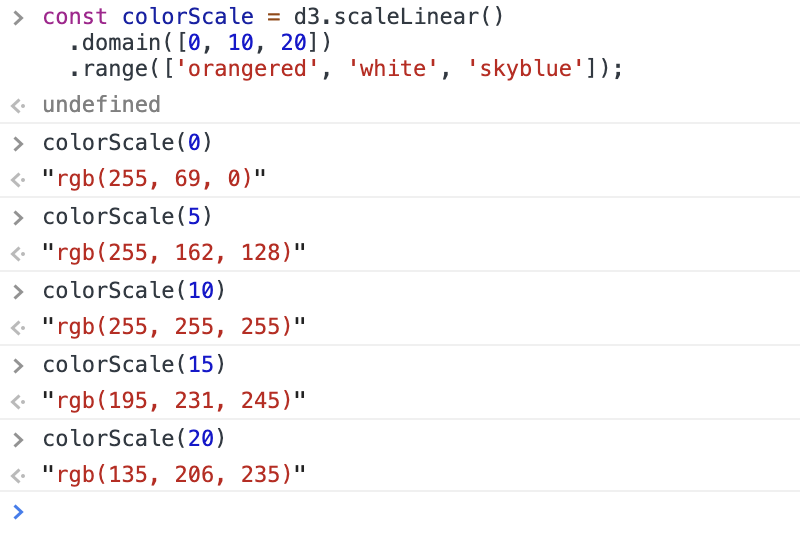 const colorScale = d3.scaleLinear()
.domain([0, 10, 20])
.range(['orangered', 'white', 'skyblue']);
undefined
colorScale(0)
"rgb(255, 69, 0)"
colorScale(5)
"rgb(255, 162, 128)"
colorScale(10)
"rgb(255, 255, 255)"
colorScale(15)
"rgb(195, 231, 245)"
colorScale(20)
"rgb(135, 206, 235)"